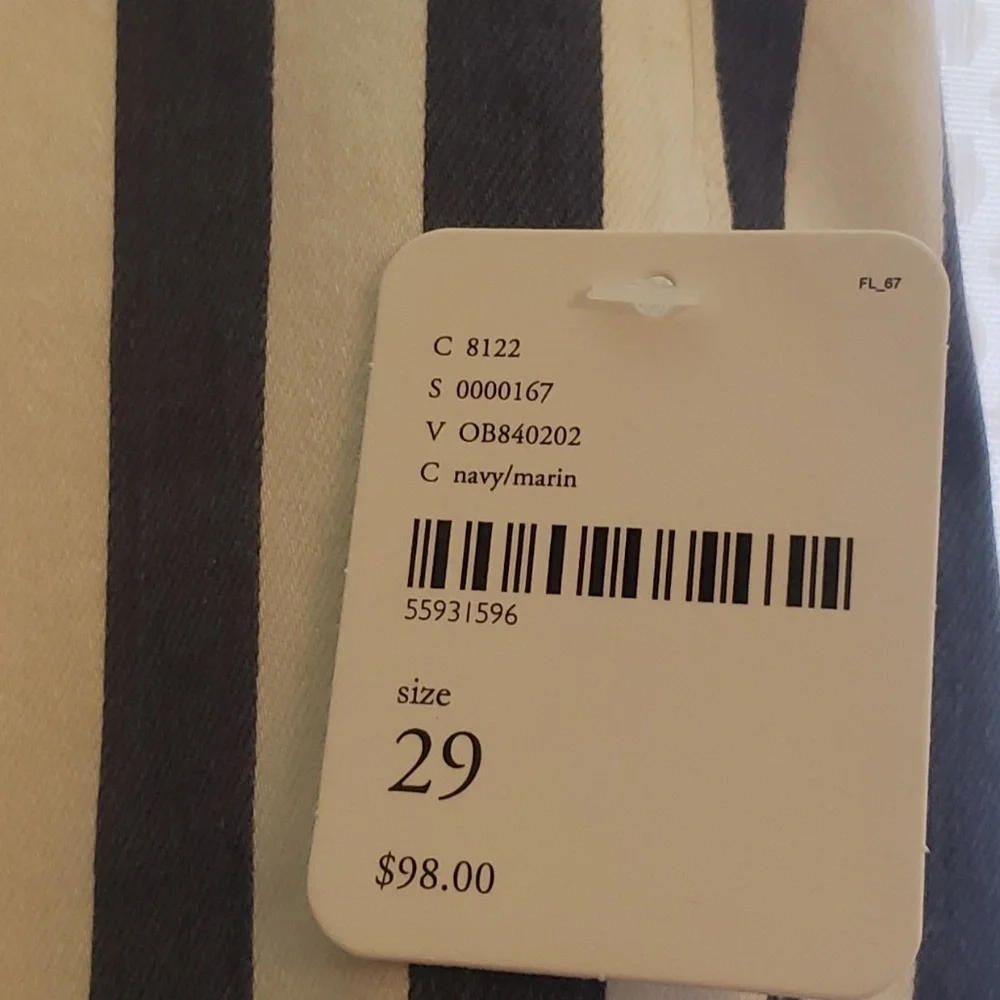 FL_67
C 8122
S 0000167
V OB840202
C navy/marin
55931596
size
29
$98.00